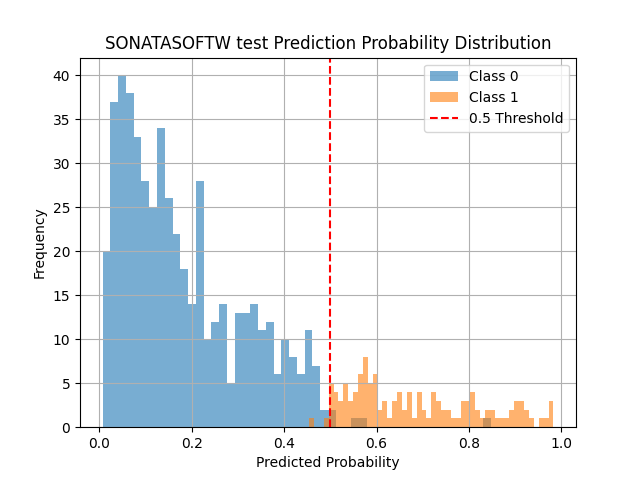 SONATASOFTW test Prediction Probability Distribution
Class 0
Class 1
0.5 Threshold
40
35
30
25
20
15
10
5
0
Frequency
0.0 0.2 0.4 0.6 0.8 1.0
Predicted Probability